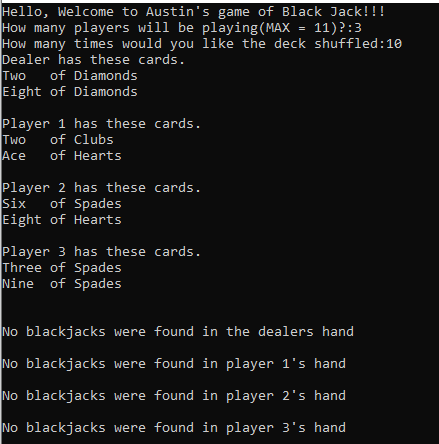 Hello, Welcome to Austin's game of Black Jack!!!
How many players will be playing(MAX = 11)?:3
How many times would you like the deck shuffled:10
Dealer has these cards.
Two   of Diamonds
Eight of Diamonds

Player 1 has these cards.
Two   of Clubs
Ace   of Hearts

Player 2 has these cards.
Six   of Spades
Eight of Hearts

Player 3 has these cards.
Three of Spades
Nine  of Spades

No blackjacks were found in the dealers hand

No blackjacks were found in player 1's hand

No blackjacks were found in player 2's hand

No blackjacks were found in player 3's hand